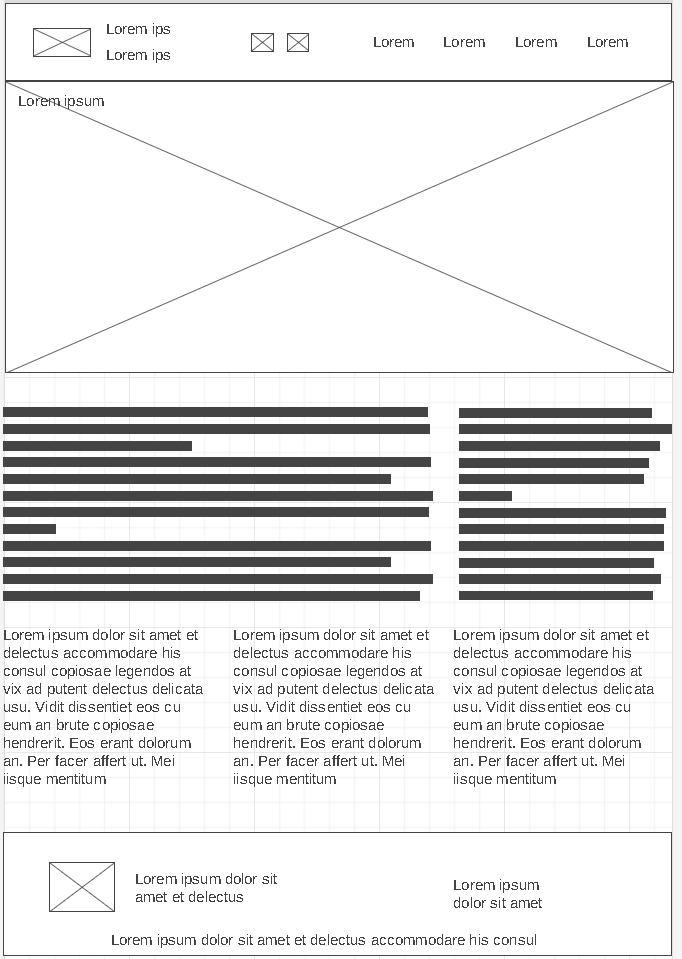 Lorem ips
Lorem ips
Lorem Lorem Lorem Lorem
Lorem ipsum
Lorem ipsum dolor sit amet et
delectus accommodare his
consul copiosae legendos at
vix ad putent delectus delicata
usu. Vidit dissentiet eos cu
eum an brute copiosae
hendrerit. Eos erant dolorum
an. Per facer affert ut. Mei
iisque mentitum
Lorem ipsum dolor sit amet et
delectus accommodare his
consul copiosae legendos at
vix ad putent delectus delicata
usu. Vidit dissentiet eos cu
eum an brute copiosae
hendrerit. Eos erant dolorum
an. Per facer affert ut. Mei
iisque mentitum
Lorem ipsum dolor sit amet et
delectus accommodare his
consul copiosae legendos at
vix ad putent delectus delicata
usu. Vidit dissentiet eos cu
eum an brute copiosae
hendrerit. Eos erant dolorum
an. Per facer affert ut. Mei
iisque mentitum
Lorem ipsum dolor sit
amet et delectus
Lorem ipsum
dolor sit amet
Lorem ipsum dolor sit amet et delectus accommodare his consul